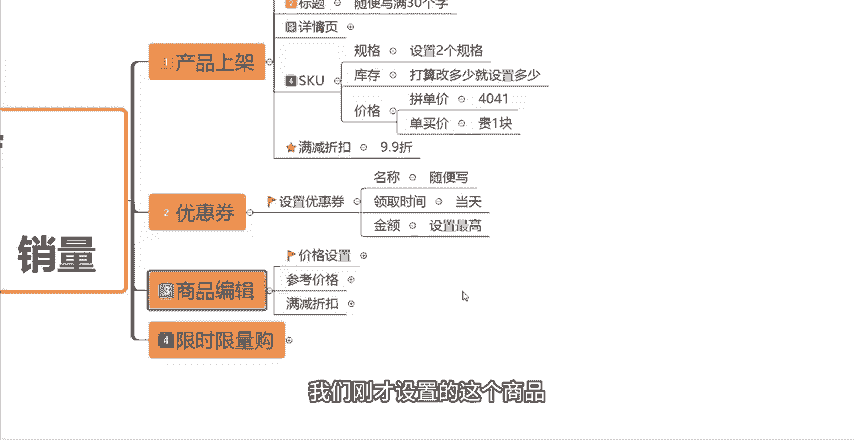 2 标题 随便写满30个字
详情页
1 产品上架
规格 设置2个规格
4 SKU
库存 打算改多少就设置多少
价格
拼单价 4041
单买价 贵1块
满减折扣 9.9折
2 优惠券
设置优惠券
名称 随便写
领取时间 当天
金额 设置最高
销量
3 商品编辑
价格设置
参考价格
满减折扣
4 限时限量购
我们刚才设置的这个商品